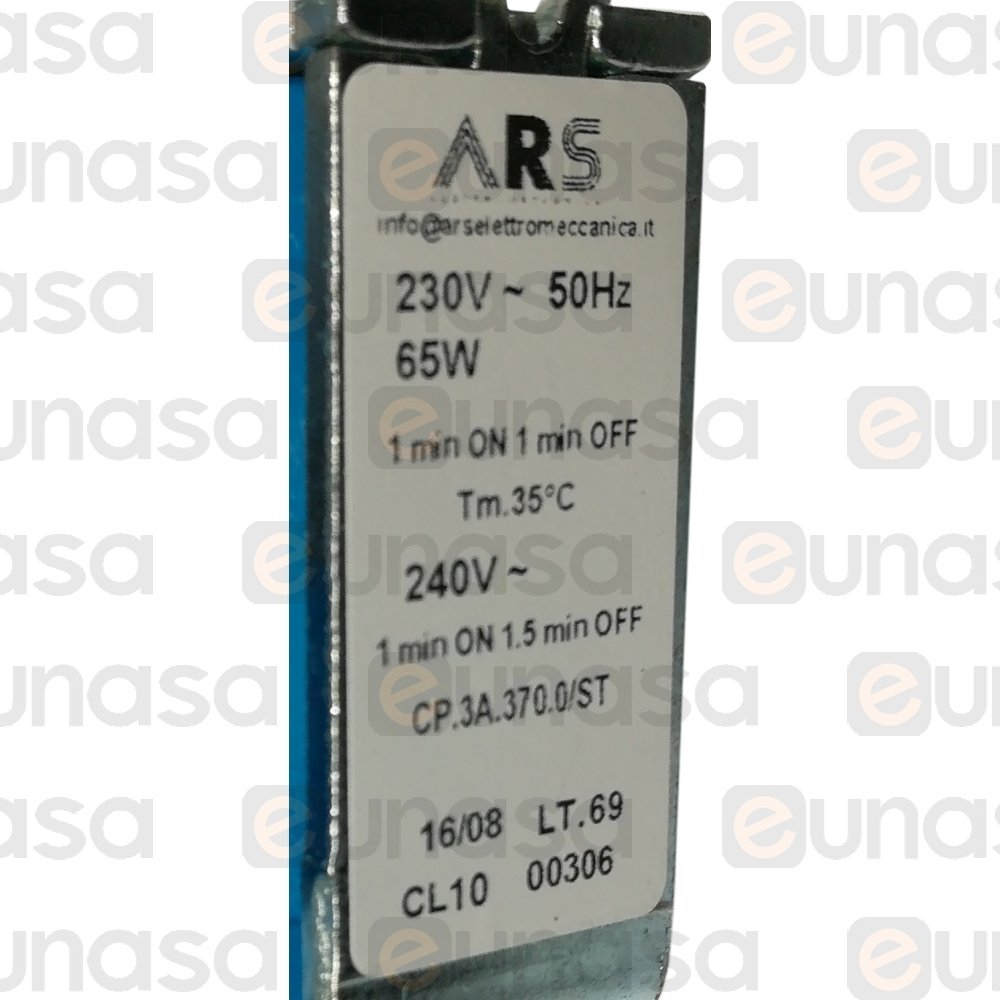 ARS
info@arselettromeccanica.it
230V ~ 50Hz
65W
1 min ON 1 min OFF
Tm.35°C
240V ~
1 min ON 1.5 min OFF
CP.3A.370.0/ST
16/08 LT.69
CL10 00306
eunasa